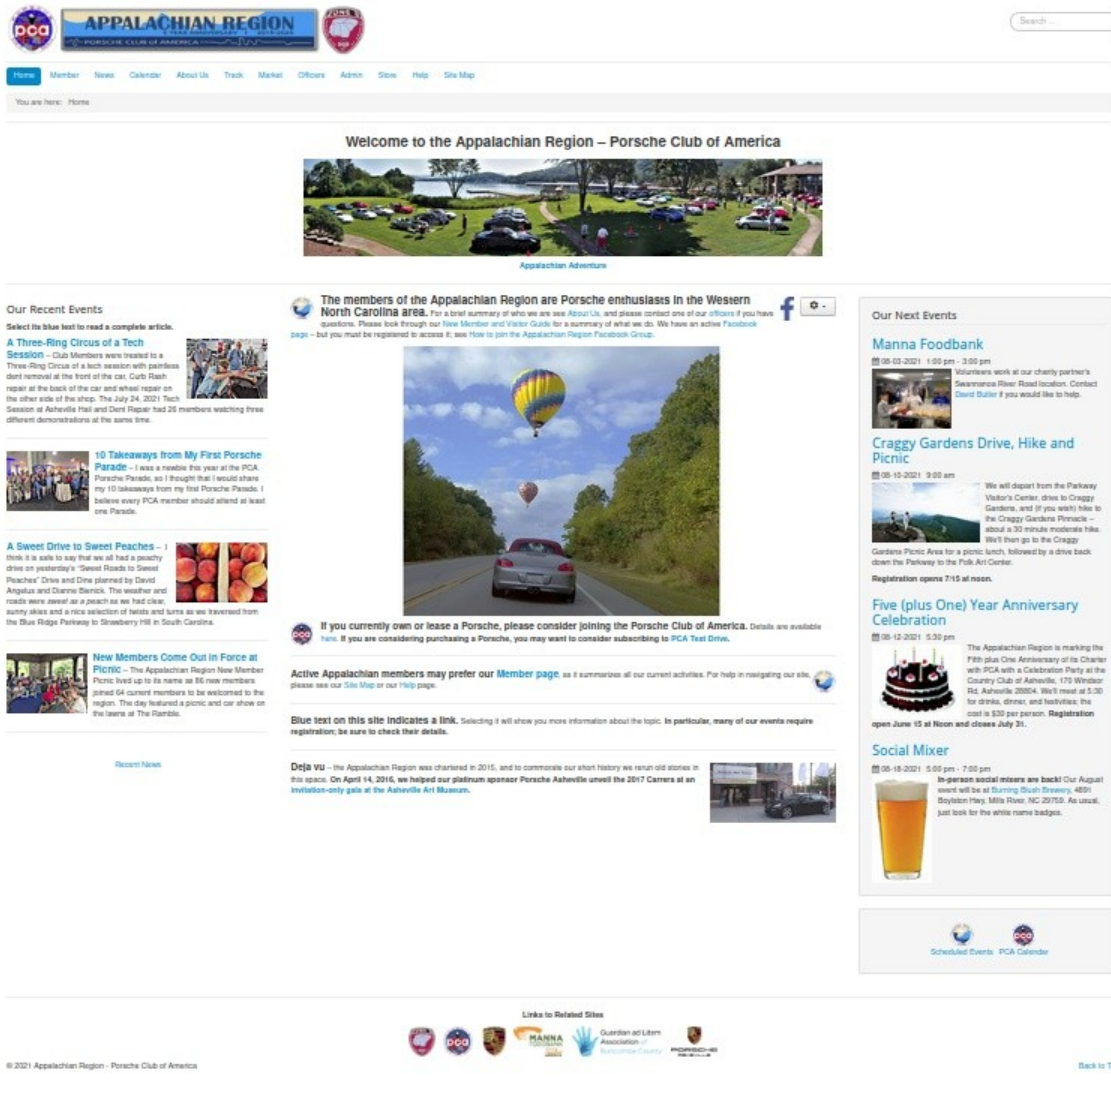 pca
APPALACHIAN REGION
5 YEAR ANNIVERSARY | 2015-2020
PORSCHE CLUB OF AMERICA
Search ...
Home Member News Calendar About Us Track Market Officers Admin Store Help Site Map
You are here: Home
Welcome to the Appalachian Region – Porsche Club of America
Appalachian Adventure
Our Recent Events
Select its blue text to read a complete article.
A Three-Ring Circus of a Tech
Session – Club Members were treated to a
Three-Ring Circus of a tech session with paintless
dent removal at the front of the car, Curb Rash
repair at the back of the car and wheel repair on
the other side of the shop. The July 24, 2021 Tech
Session at Asheville Hail and Dent Repair had 26 members watching three
different demonstrations at the same time.
10 Takeaways from My First Porsche
Parade – I was a newbie this year at the PCA
Porsche Parade, so I thought that I would share
my 10 takeaways from my first Porsche Parade. I
believe every PCA member should attend at least
one Parade.
A Sweet Drive to Sweet Peaches – I
think it is safe to say that we all had a peachy
drive on yesterday's "Sweet Roads to Sweet
Peaches" Drive and Dine planned by David
Angelus and Dianne Bienick. The weather and
roads were sweet as a peach as we had clear,
sunny skies and a nice selection of twists and turns as we traversed from
the Blue Ridge Parkway to Strawberry Hill in South Carolina.
New Members Come Out in Force at
Picnic – The Appalachian Region New Member
Picnic lived up to its name as 86 new members
joined 64 current members to be welcomed to the
region. The day featured a picnic and car show on
the lawns at The Ramble.
Recent News
The members of the Appalachian Region are Porsche enthusiasts in the Western
North Carolina area. For a brief summary of who we are see About Us, and please contact one of our officers if you have
questions. Please look through our New Member and Visitor Guide for a summary of what we do. We have an active Facebook
page – but you must be registered to access it; see How to join the Appalachian Region Facebook Group.
If you currently own or lease a Porsche, please consider joining the Porsche Club of America. Details are available
here. If you are considering purchasing a Porsche, you may want to consider subscribing to PCA Test Drive.
Active Appalachian members may prefer our Member page, as it summarizes all our current activities. For help in navigating our site,
please see our Site Map or our Help page.
Blue text on this site indicates a link. Selecting it will show you more information about the topic. In particular, many of our events require
registration; be sure to check their details.
Deja vu – the Appalachian Region was chartered in 2015, and to commorate our short history we rerun old stories in
this space. On April 14, 2016, we helped our platinum sponsor Porsche Asheville unveil the 2017 Carrera at an
invitation-only gala at the Asheville Art Museum.
Our Next Events
Manna Foodbank
08-03-2021 1:00 pm - 3:00 pm
Volunteers work at our charity partner's
Swannanoa River Road location. Contact
David Butler if you would like to help.
Craggy Gardens Drive, Hike and
Picnic
08-10-2021 9:00 am
We will depart from the Parkway
Visitor's Center, drive to Craggy
Gardens, and (if you wish) hike to
the Craggy Gardens Pinnacle –
about a 30 minute moderate hike.
We'll then go to the Craggy
Gardens Picnic Area for a picnic lunch, followed by a drive back
down the Parkway to the Folk Art Center.
Registration opens 7/15 at noon.
Five (plus One) Year Anniversary
Celebration
08-12-2021 5:30 pm
The Appalachian Region is marking the
Fifth plus One Anniversary of its Charter
with PCA with a Celebration Party at the
Country Club of Asheville, 170 Windsor
Rd, Asheville 28804. We'll meet at 5:30
for drinks, dinner, and festivities; the
cost is $30 per person. Registration
open June 15 at Noon and closes July 31.
Social Mixer
08-18-2021 5:00 pm - 7:00 pm
In-person social mixers are back! Our August
event will be at Burning Blush Brewery, 4891
Boylston Hwy, Mills River, NC 29759. As usual,
just look for the white name badges.
Scheduled Events PCA Calendar
Links to Related Sites
pca
MANNA
FOODBANK
Guardian ad Litem
Association of
Buncombe County
PORSCHE
© 2021 Appalachian Region - Porsche Club of America
Back to T